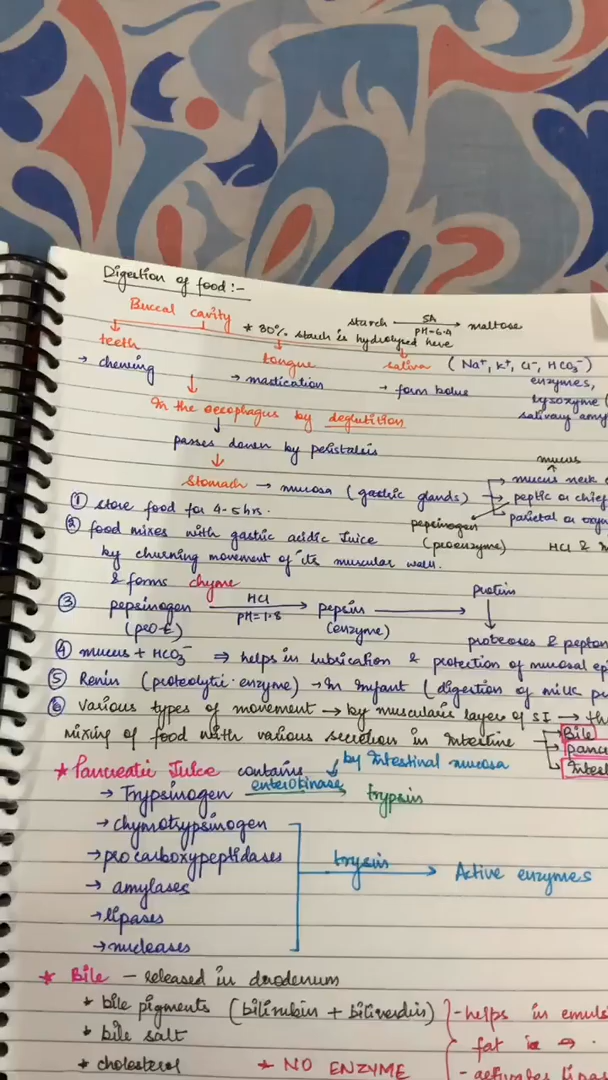 Digestion of food :-
Buccal cavity
starch SA pH=6.4 → maltose
* 30% starch is hydrolysed here
teeth
tongue
saliva (Na⁺, K⁺, Cl⁻, HCO₃⁻)
→ chewing
→ mastication
→ form bolus
enzymes,
lysozyme (
salivary amy
In the oesophagus by deglutition
passes down by peristalsis
mucus
Stomach → mucosa (gastric glands) → mucus neck
→ peptic or chief
→ parietal or oxy
① store food for 4-5 hrs.
pepsinogen
(proenzyme)
HCl &
② food mixes with gastric acidic Juice
by churning movement of its muscular wall.
& forms chyme
③ pepsinogen HCl pH=1.8 → pepsin → protein
(pro E.)
(enzyme)
proteoses & pepton
④ mucus + HCO₃⁻ ⇒ helps in lubrication & protection of mucosal ep
⑤ Renin (proteolytic enzyme) → In Infant (digestion of milk p
⑥ Various types of movement → by muscularis layers of SI → th
mixing of food with various secretion in Intestine
Bile
panc
Intest
* Pancreatic Juice contains
by Intestinal mucosa
→ Trypsinogen enterokinase → trypsin
→ chymotrypsinogen
→ procarboxypeptidases
trysin → Active enzymes
→ amylases
→ lipases
→ nucleases
* Bile – released in duodenum
* bile pigments (bilirubin + biliverdin) - helps in emuls
* bile salt
fat
* cholesterol
* NO ENZYME